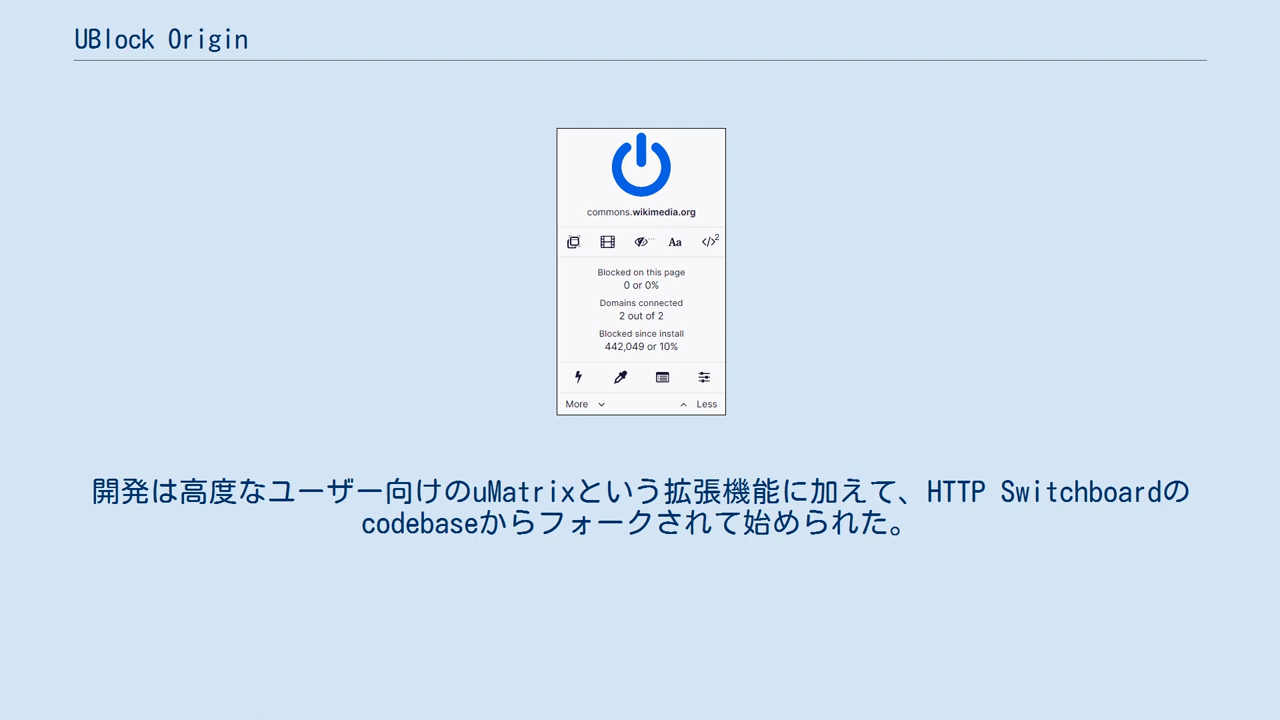 UBlock Origin
commons.wikimedia.org
Aa
</>2
Blocked on this page
0 or 0%
Domains connected
2 out of 2
Blocked since install
442,049 or 10%
More Less
開発は高度なユーザー向けのuMatrixという拡張機能に加えて、HTTP Switchboardの
codebaseからフォークされて始められた。